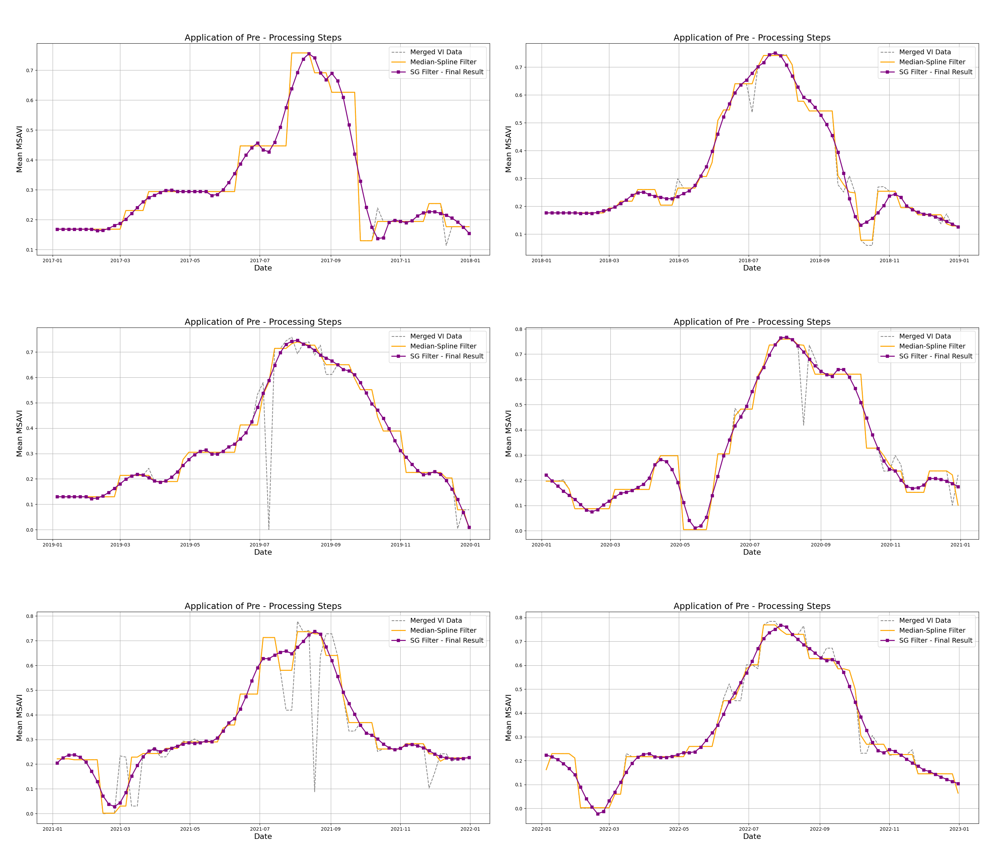 Application of Pre - Processing Steps
Merged VI Data
Median-Spline Filter
SG Filter - Final Result
Mean MSAVI
0.7
0.6
0.5
0.4
0.3
0.2
0.1
2017-01 2017-03 2017-05 2017-07 2017-09 2017-11 2018-01
Date
Application of Pre - Processing Steps
Merged VI Data
Median-Spline Filter
SG Filter - Final Result
Mean MSAVI
0.7
0.6
0.5
0.4
0.3
0.2
0.1
2018-01 2018-03 2018-05 2018-07 2018-09 2018-11 2019-01
Date
Application of Pre - Processing Steps
Merged VI Data
Median-Spline Filter
SG Filter - Final Result
Mean MSAVI
0.7
0.6
0.5
0.4
0.3
0.2
0.1
0.0
2019-01 2019-03 2019-05 2019-07 2019-09 2019-11 2020-01
Date
Application of Pre - Processing Steps
Merged VI Data
Median-Spline Filter
SG Filter - Final Result
Mean MSAVI
0.8
0.7
0.6
0.5
0.4
0.3
0.2
0.1
0.0
2020-01 2020-03 2020-05 2020-07 2020-09 2020-11 2021-01
Date
Application of Pre - Processing Steps
Merged VI Data
Median-Spline Filter
SG Filter - Final Result
Mean MSAVI
0.8
0.7
0.6
0.5
0.4
0.3
0.2
0.1
0.0
2021-01 2021-03 2021-05 2021-07 2021-09 2021-11 2022-01
Date
Application of Pre - Processing Steps
Merged VI Data
Median-Spline Filter
SG Filter - Final Result
Mean MSAVI
0.8
0.7
0.6
0.5
0.4
0.3
0.2
0.1
0.0
2022-01 2022-03 2022-05 2022-07 2022-09 2022-11 2023-01
Date